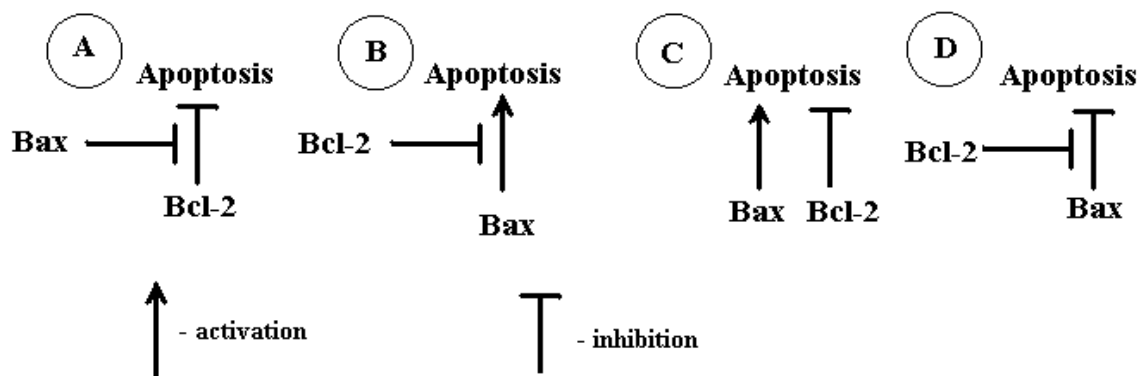 A
Apoptosis
Bax
Bcl-2
B
Apoptosis
Bcl-2
Bax
C
Apoptosis
Bax Bcl-2
D
Apoptosis
Bcl-2
Bax
- activation
- inhibition